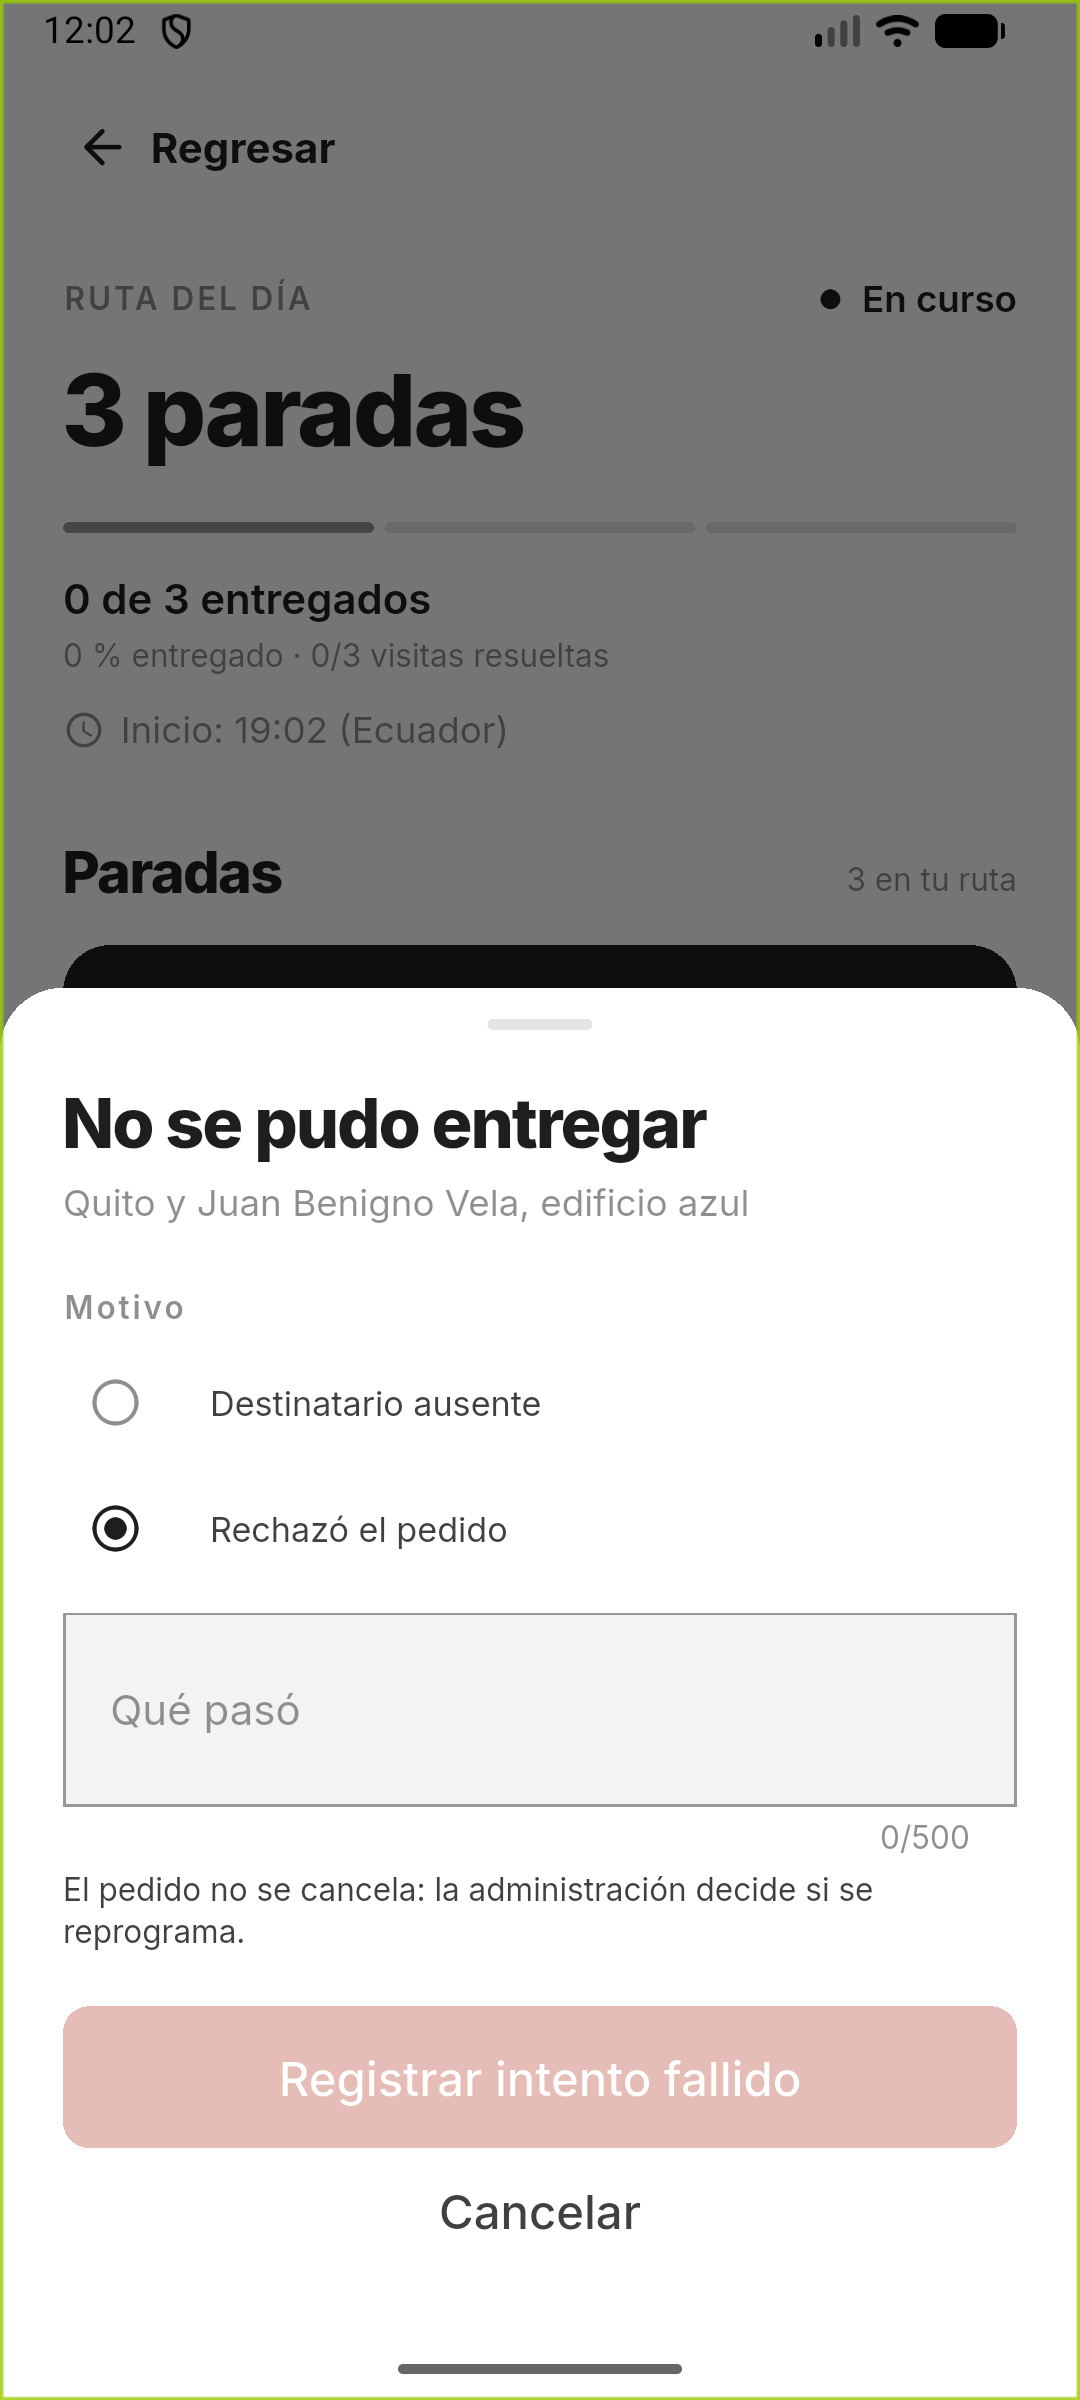 12:02
Regresar
RUTA DEL DÍA
En curso
3 paradas
0 de 3 entregados
0 % entregado · 0/3 visitas resueltas
Inicio: 19:02 (Ecuador)
Paradas
3 en tu ruta
No se pudo entregar
Quito y Juan Benigno Vela, edificio azul
Motivo
Destinatario ausente
Rechazó el pedido
Qué pasó
0/500
El pedido no se cancela: la administración decide si se
reprograma.
Registrar intento fallido
Cancelar